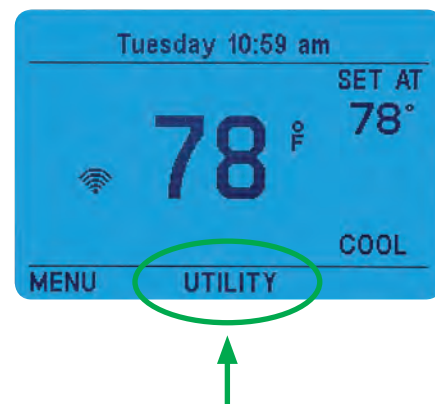 Tuesday 10:59 am
SET AT
78°
78 °F
COOL
MENU UTILITY